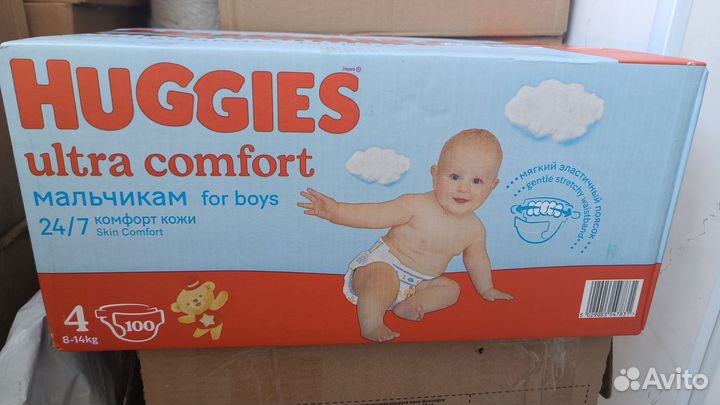 HUGGIES
ultra comfort
мальчикам for boys
24/7 комфорт кожи
Skin Comfort
4
8-14kg
100
мягкий эластичный поясок
gentle stretchy waistband
Avito